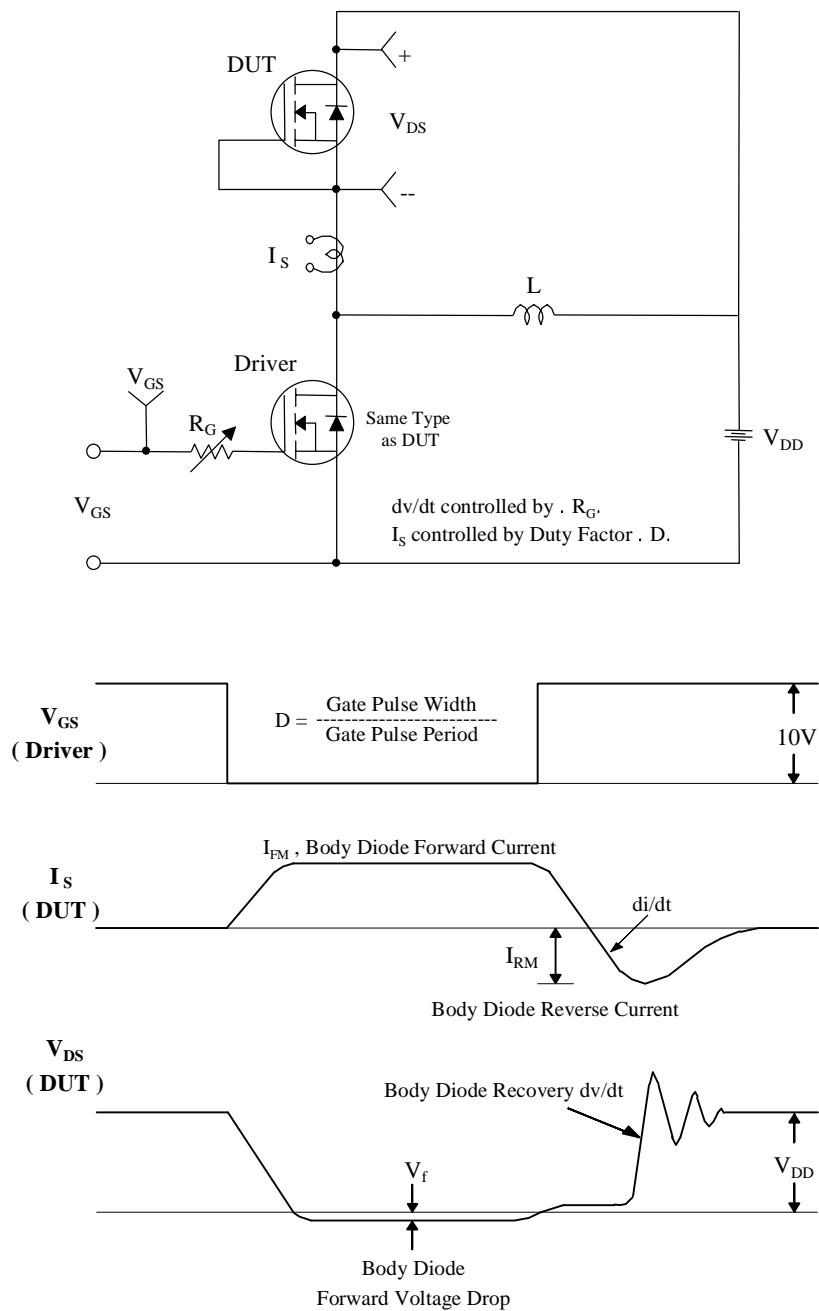 DUT
+
V_DS
--
I_S
L
Driver
V_GS
R_G
Same Type
as DUT
V_DD
V_GS
dv/dt controlled by . R_G.
I_S controlled by Duty Factor . D.
V_GS
( Driver )
D = Gate Pulse Width
--------------------------
Gate Pulse Period
10V
I_FM , Body Diode Forward Current
I_S
( DUT )
di/dt
I_RM
Body Diode Reverse Current
V_DS
( DUT )
Body Diode Recovery dv/dt
V_f
V_DD
Body Diode
Forward Voltage Drop